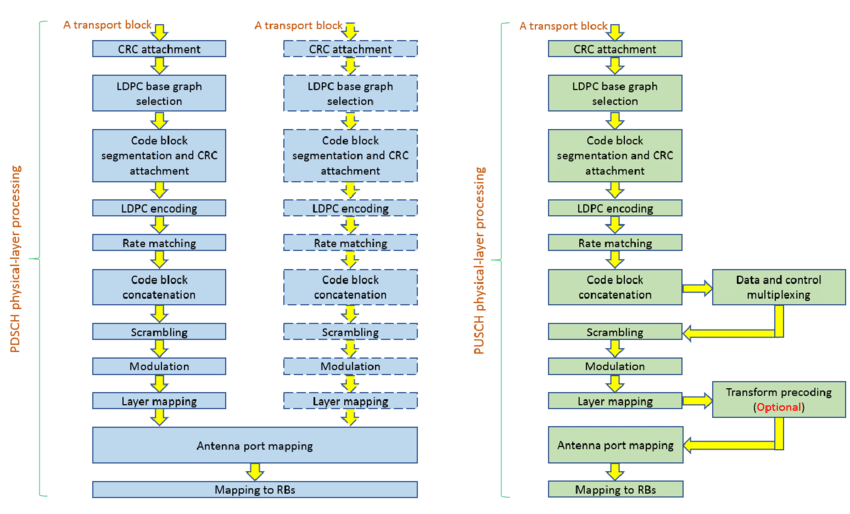 PDSCH physical-layer processing
A transport block
CRC attachment
LDPC base graph
selection
Code block
segmentation and CRC
attachment
LDPC encoding
Rate matching
Code block
concatenation
Scrambling
Modulation
Layer mapping
A transport block
CRC attachment
LDPC base graph
selection
Code block
segmentation and CRC
attachment
LDPC encoding
Rate matching
Code block
concatenation
Scrambling
Modulation
Layer mapping
Antenna port mapping
Mapping to RBs
PUSCH physical-layer processing
A transport block
CRC attachment
LDPC base graph
selection
Code block
segmentation and CRC
attachment
LDPC encoding
Rate matching
Code block
concatenation
Data and control
multiplexing
Scrambling
Modulation
Layer mapping
Transform precoding
(Optional)
Antenna port mapping
Mapping to RBs